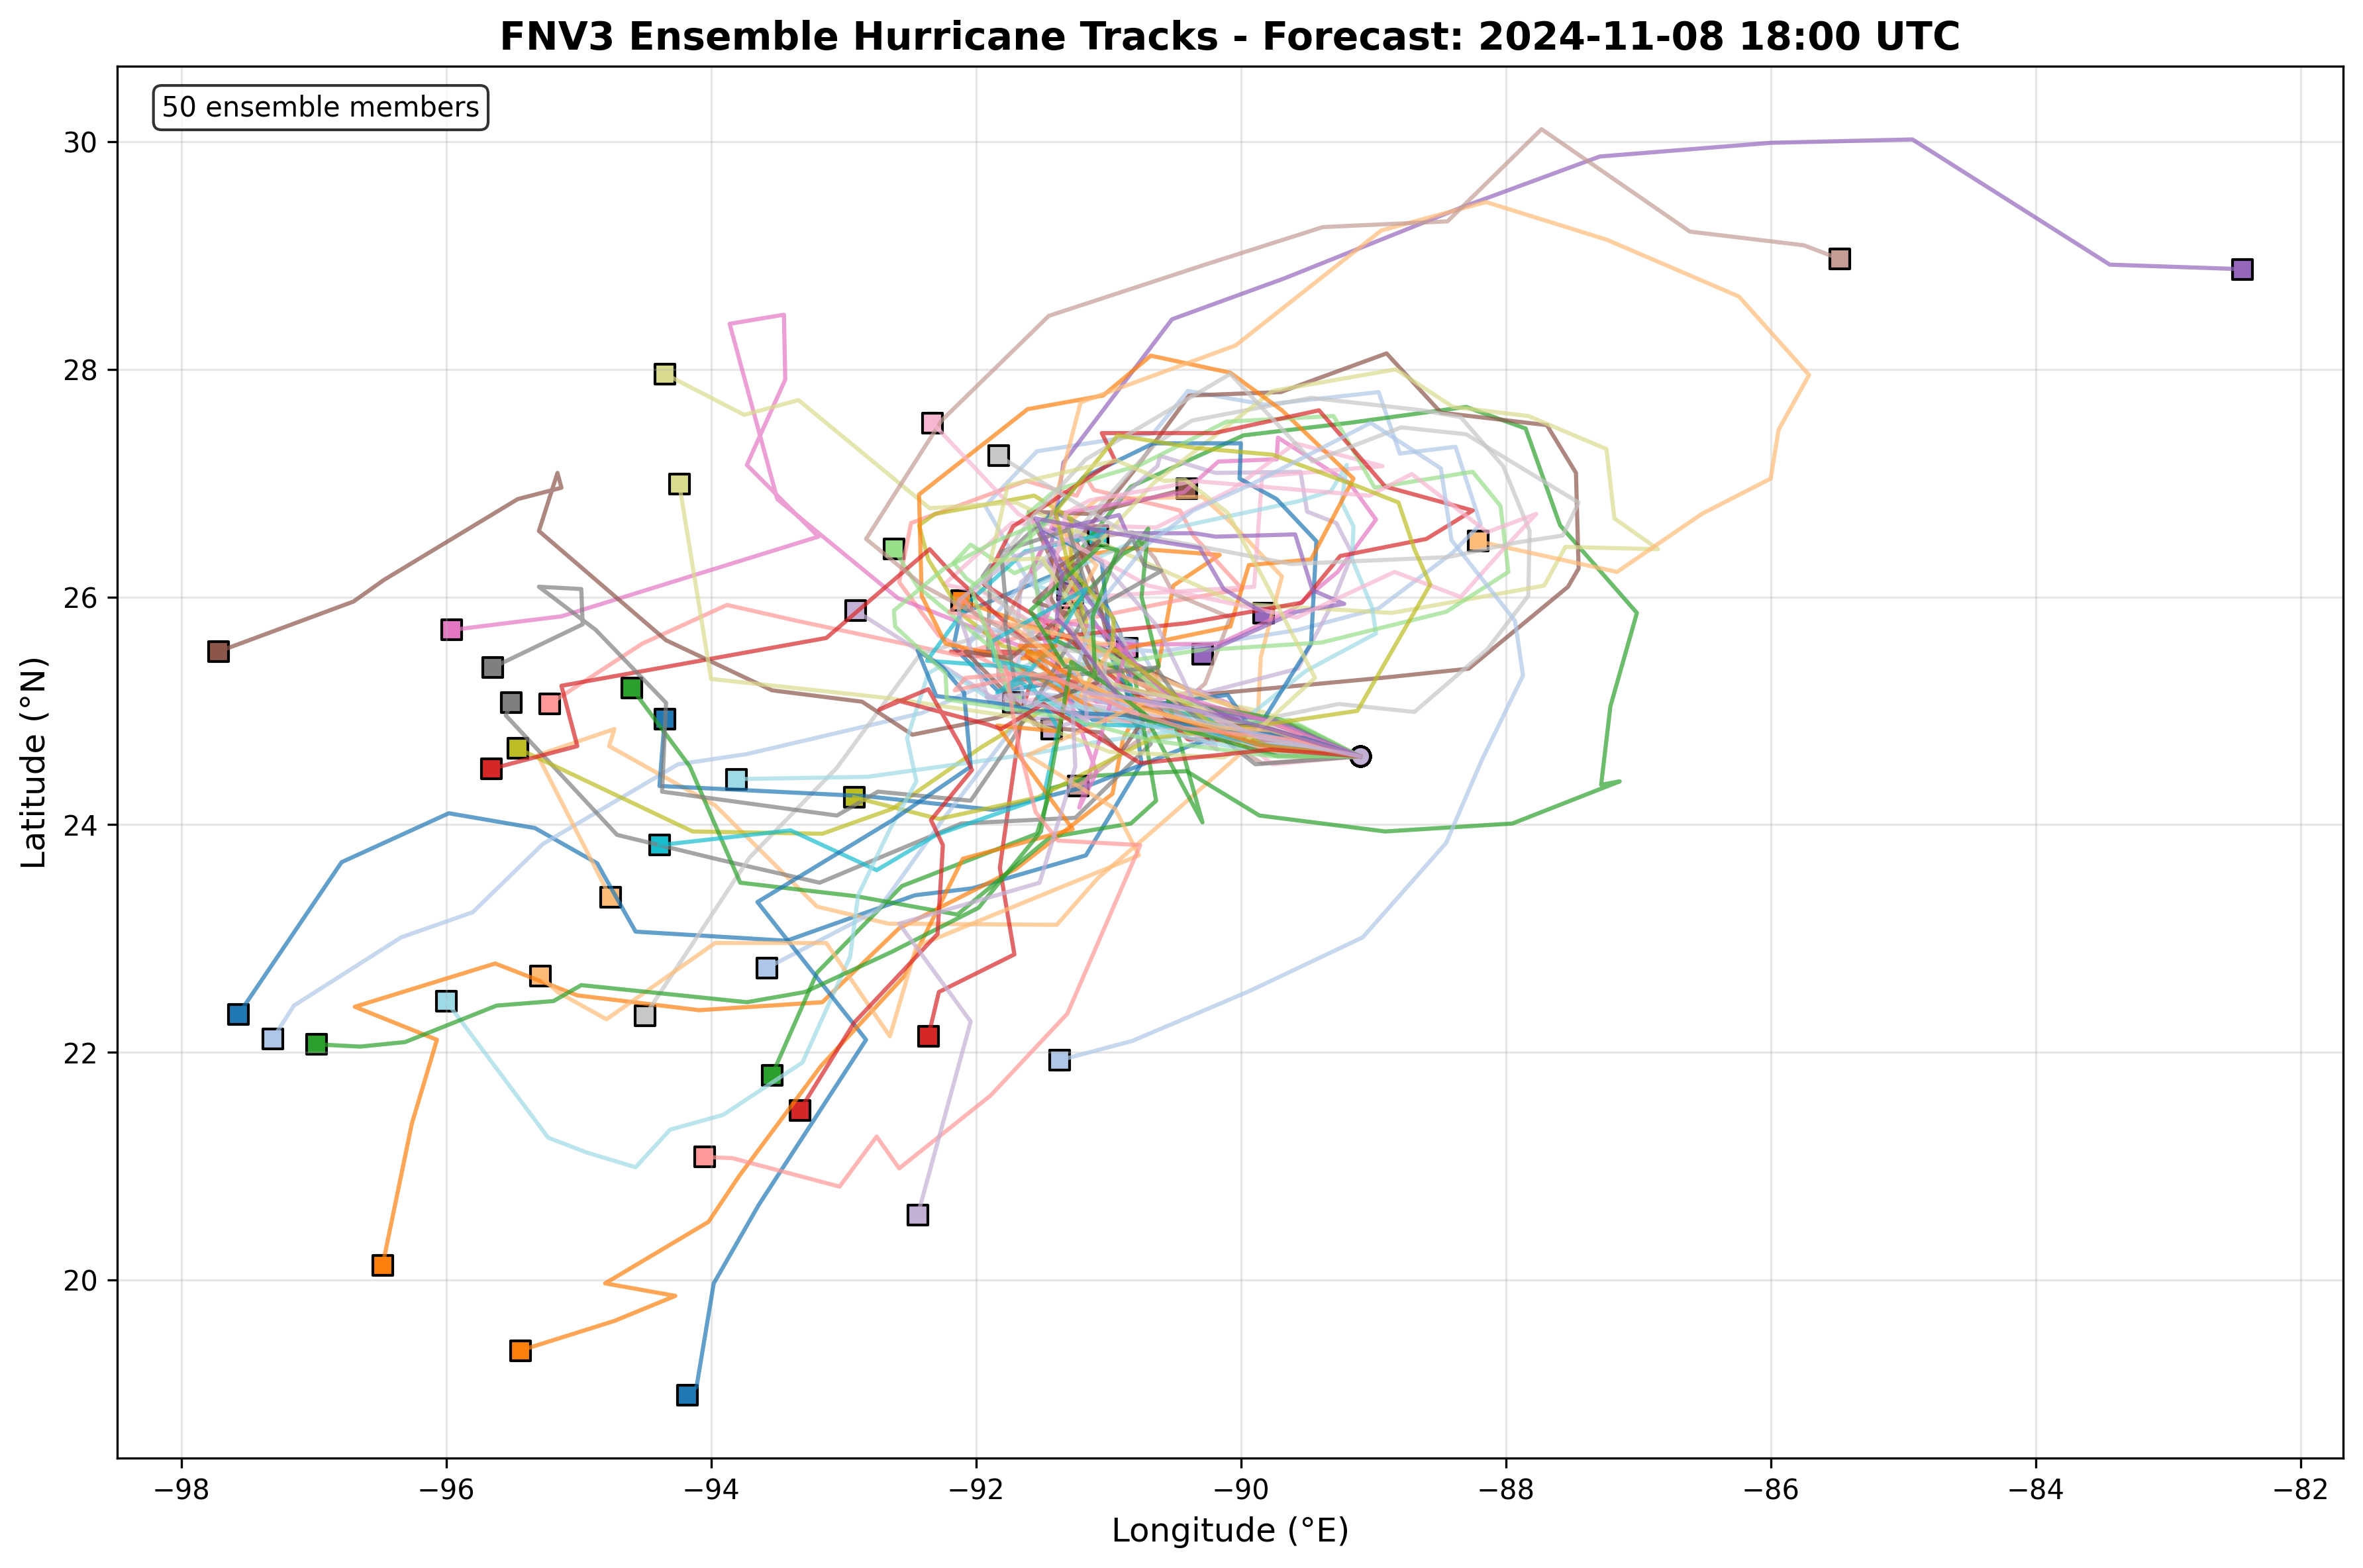 FNV3 Ensemble Hurricane Tracks - Forecast: 2024-11-08 18:00 UTC
50 ensemble members
30
28
26
24
22
20
Latitude (°N)
−98 −96 −94 −92 −90 −88 −86 −84 −82
Longitude (°E)